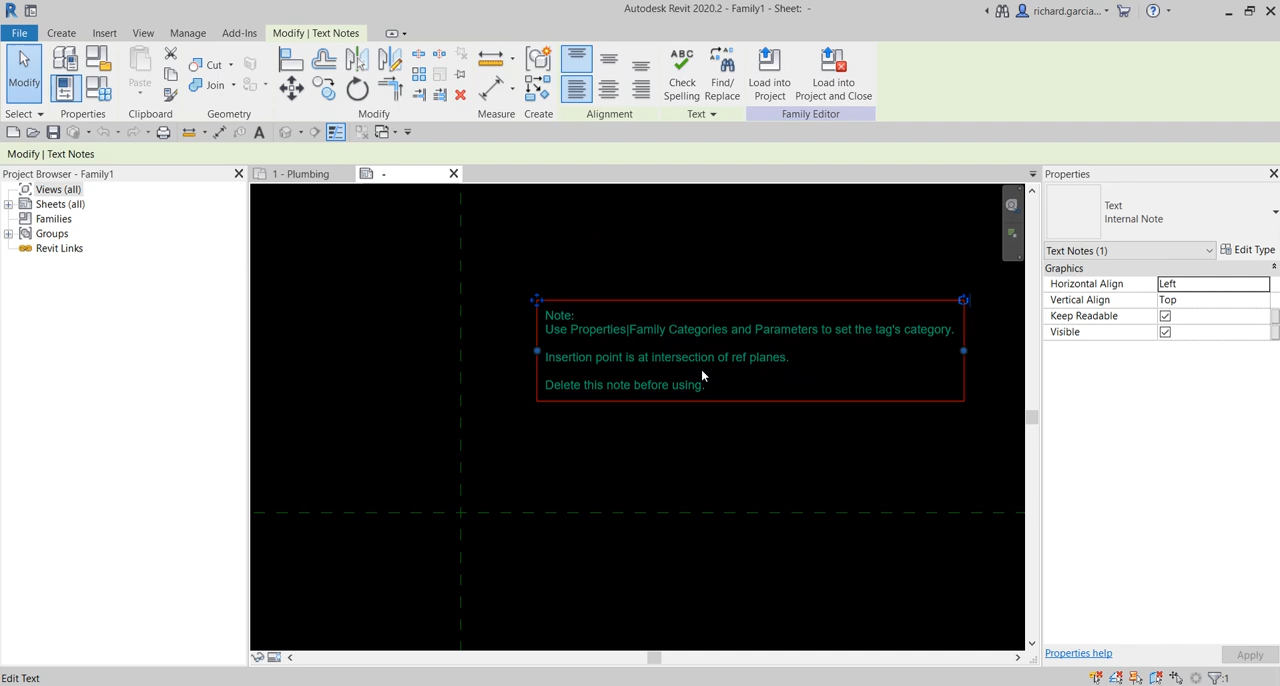 Autodesk Revit 2020.2 - Family1 - Sheet: -
richard.garcia...
File Create Insert View Manage Add-Ins Modify | Text Notes
Modify
Paste
Cut
Join
Check
Spelling
Find/
Replace
Load into
Project
Load into
Project and Close
Select Properties Clipboard Geometry Modify Measure Create Alignment Text Family Editor
Modify | Text Notes
Project Browser - Family1
Views (all)
Sheets (all)
Families
Groups
Revit Links
1 - Plumbing
-
Note:
Use Properties|Family Categories and Parameters to set the tag's category.
Insertion point is at intersection of ref planes.
Delete this note before using.
Properties
Text
Internal Note
Text Notes (1)
Edit Type
Graphics
Horizontal Align Left
Vertical Align Top
Keep Readable
Visible
Properties help
Apply
Edit Text
:1